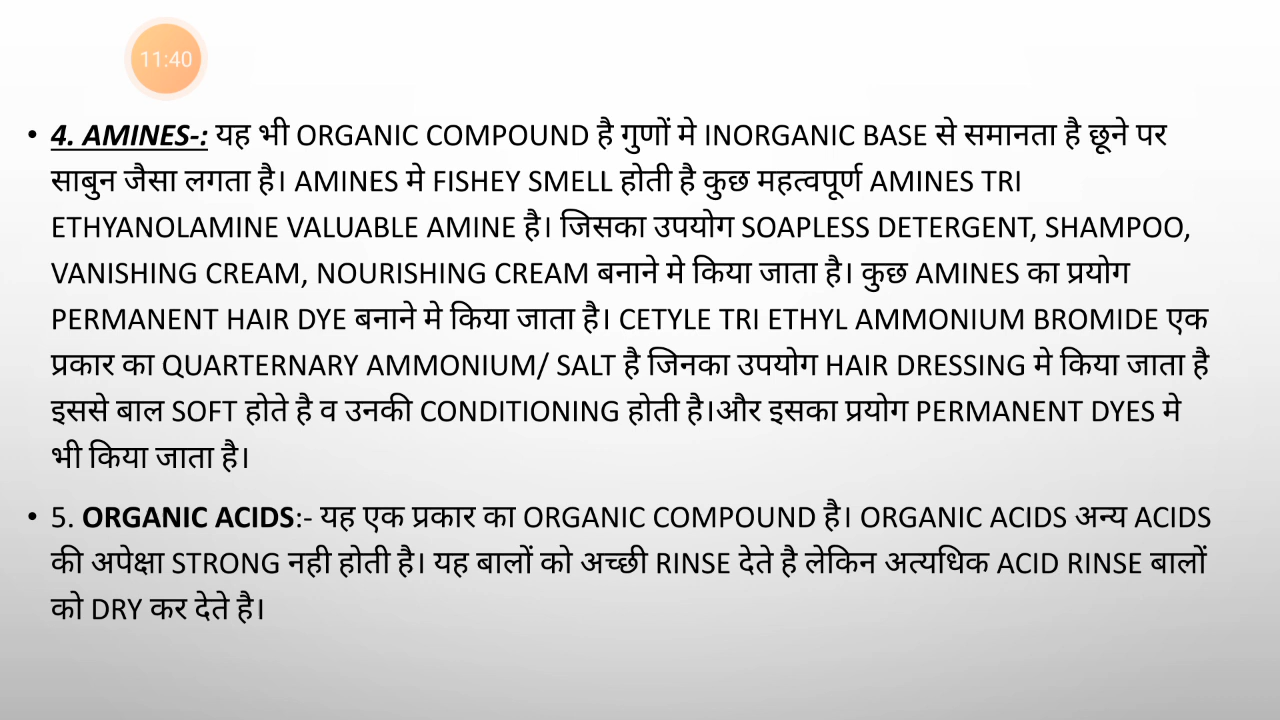 11:40
• 4. AMINES-: यह भी ORGANIC COMPOUND है गुणों मे INORGANIC BASE से समानता है छूने पर
साबुन जैसा लगता है। AMINES मे FISHEY SMELL होती है कुछ महत्वपूर्ण AMINES TRI
ETHYANOLAMINE VALUABLE AMINE है। जिसका उपयोग SOAPLESS DETERGENT, SHAMPOO,
VANISHING CREAM, NOURISHING CREAM बनाने मे किया जाता है। कुछ AMINES का प्रयोग
PERMANENT HAIR DYE बनाने मे किया जाता है। CETYLE TRI ETHYL AMMONIUM BROMIDE एक
प्रकार का QUARTERNARY AMMONIUM/ SALT है जिनका उपयोग HAIR DRESSING मे किया जाता है
इससे बाल SOFT होते है व उनकी CONDITIONING होती है।और इसका प्रयोग PERMANENT DYES मे
भी किया जाता है।
• 5. ORGANIC ACIDS:- यह एक प्रकार का ORGANIC COMPOUND है। ORGANIC ACIDS अन्य ACIDS
की अपेक्षा STRONG नही होती है। यह बालों को अच्छी RINSE देते है लेकिन अत्यधिक ACID RINSE बालों
को DRY कर देते है।